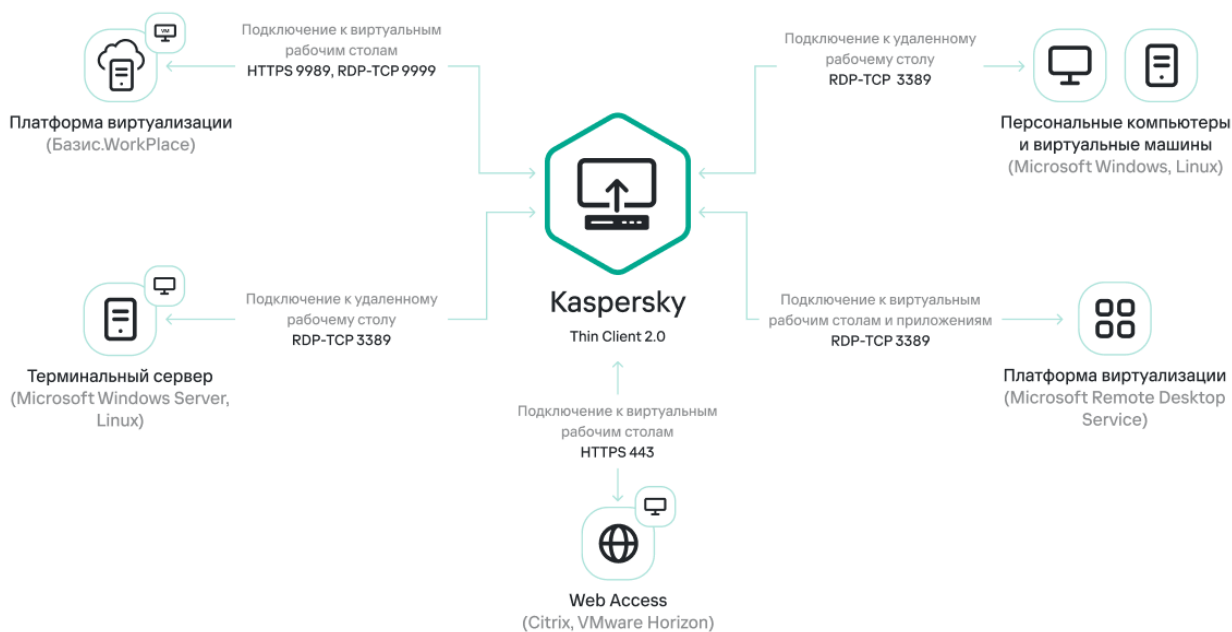 VM
Подключение к виртуальным
рабочим столам
HTTPS 9989, RDP-TCP 9999
Платформа виртуализации
(Базис.WorkPlace)
Подключение к удаленному
рабочему столу
RDP-TCP 3389
Персональные компьютеры
и виртуальные машины
(Microsoft Windows, Linux)
Kaspersky
Thin Client 2.0
Подключение к удаленному
рабочему столу
RDP-TCP 3389
Терминальный сервер
(Microsoft Windows Server,
Linux)
Подключение к виртуальным
рабочим столам и приложениям
RDP-TCP 3389
Платформа виртуализации
(Microsoft Remote Desktop
Service)
Подключение к виртуальным
рабочим столам
HTTPS 443
Web Access
(Citrix, VMware Horizon)